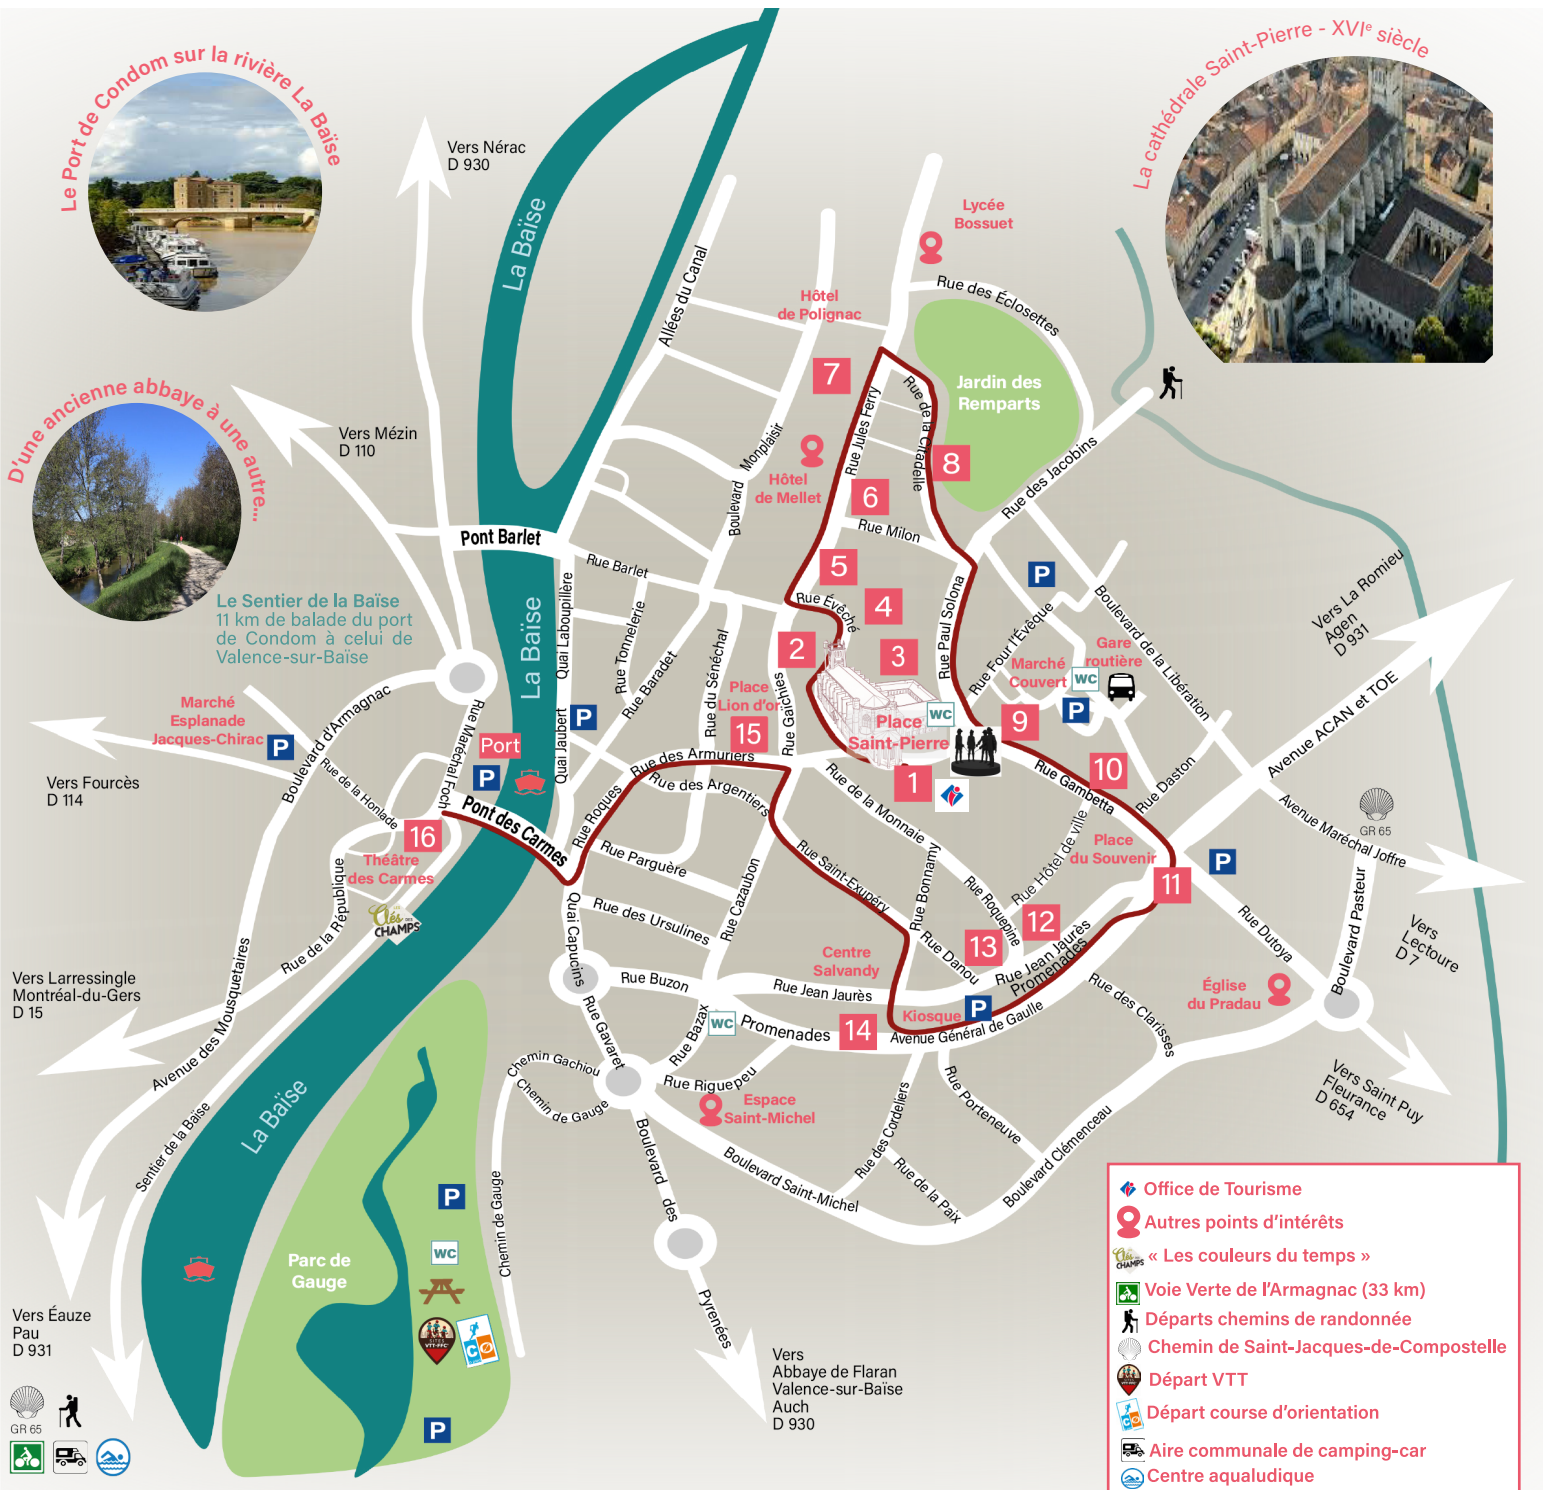 Le Port de Condom sur la rivière La Baïse
La cathédrale Saint-Pierre - XVIe siècle
D'une ancienne abbaye à une autre...
Le Sentier de la Baïse
11 km de balade du port
de Condom à celui de
Valence-sur-Baïse
Vers Nérac
D 930
Vers Mézin
D 110
La Baïse
Allées du Canal
Lycée
Bossuet
Rue des Éclosettes
Hôtel
de Polignac
7
Jardin des
Remparts
Rue Jules Ferry
Rue de la Citadelle
8
Hôtel
de Mellet
6
Boulevard Monplaisir
Rue Milon
Rue des Jacobins
Pont Barlet
Rue Barlet
5
Rue Évêché
4
P
Quai Laboupillère
Rue Tonnelerie
Rue Baradet
Rue du Sénéchal
2
3
Rue Paul Solona
Rue Four l'Évêque
Boulevard de la Libération
Gare
routière
Marché
Couvert
WC
P
Vers La Romieu
Agen
D 931
Avenue ACAN et TOE
La Baïse
Marché
Esplanade
Jacques-Chirac
P
Boulevard d'Armagnac
Rue Maréchal Foch
Port
P
Quai Jaubert
P
Place
Lion d'or
15
Rue Gaichies
Place
Saint-Pierre
WC
9
1
10
Rue Gambetta
Rue Daston
Vers Fourcès
D 114
Rue de la Honlade
Rue des Armuriers
Rue des Argentiers
Rue Roques
Pont des Carmes
16
Théâtre
des Carmes
Rue de la Monnaie
Rue Hôtel de ville
Place
du Souvenir
P
11
Avenue Maréchal Joffre
GR 65
Rue Parguère
Rue Saint-Exupéry
Rue Bonnamy
Rue Roquepine
Rue Cazaubon
Rue des Ursulines
Quai Capucins
Rue de la République
LES
Clés DES
CHAMPS
12
13
Rue Danou
Rue Jean Jaurès
Promenades
Rue Dutoya
Boulevard Pasteur
Vers
Lectoure
D 7
Centre
Salvandy
Rue Buzon
Rue Jean Jaurès
Kiosque
P
Avenue Général de Gaulle
Rue des Clarisses
Église
du Pradau
Vers Larressingle
Montréal-du-Gers
D 15
Avenue des Mousquetaires
Rue Gavaret
Rue Bazax
WC
Promenades
14
Rue Riguepeu
Chemin Gachiou
Chemin de Gauge
Espace
Saint-Michel
Rue des Cordeliers
Rue Porteneuve
Vers Saint Puy
Fleurance
D 654
La Baïse
Sentier de la Baïse
Boulevard des Pyrenées
Boulevard Saint-Michel
Rue de la Paix
Boulevard Clémenceau
Chemin de Gauge
P
WC
Parc de
Gauge
SITES
VTT-FFC
CO
P
Vers Éauze
Pau
D 931
GR 65
Vers
Abbaye de Flaran
Valence-sur-Baïse
Auch
D 930
Office de Tourisme
Autres points d'intérêts
Clés DES
CHAMPS
« Les couleurs du temps »
Voie Verte de l'Armagnac (33 km)
Départs chemins de randonnée
Chemin de Saint-Jacques-de-Compostelle
Départ VTT
CO
Départ course d'orientation
Aire communale de camping-car
Centre aqualudique